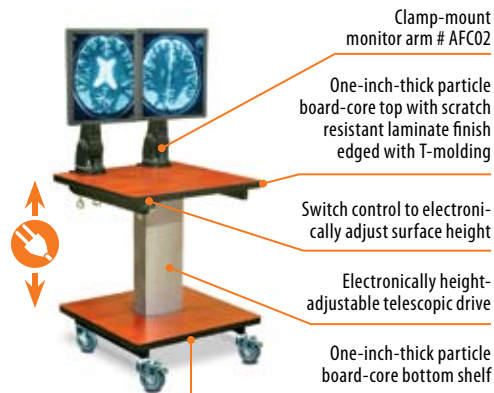 Clamp-mount
monitor arm # AFC02
One-inch-thick particle
board-core top with scratch
resistant laminate finish
edged with T-molding
Switch control to electroni-
cally adjust surface height
Electronically height-
adjustable telescopic drive
One-inch-thick particle
board-core bottom shelf